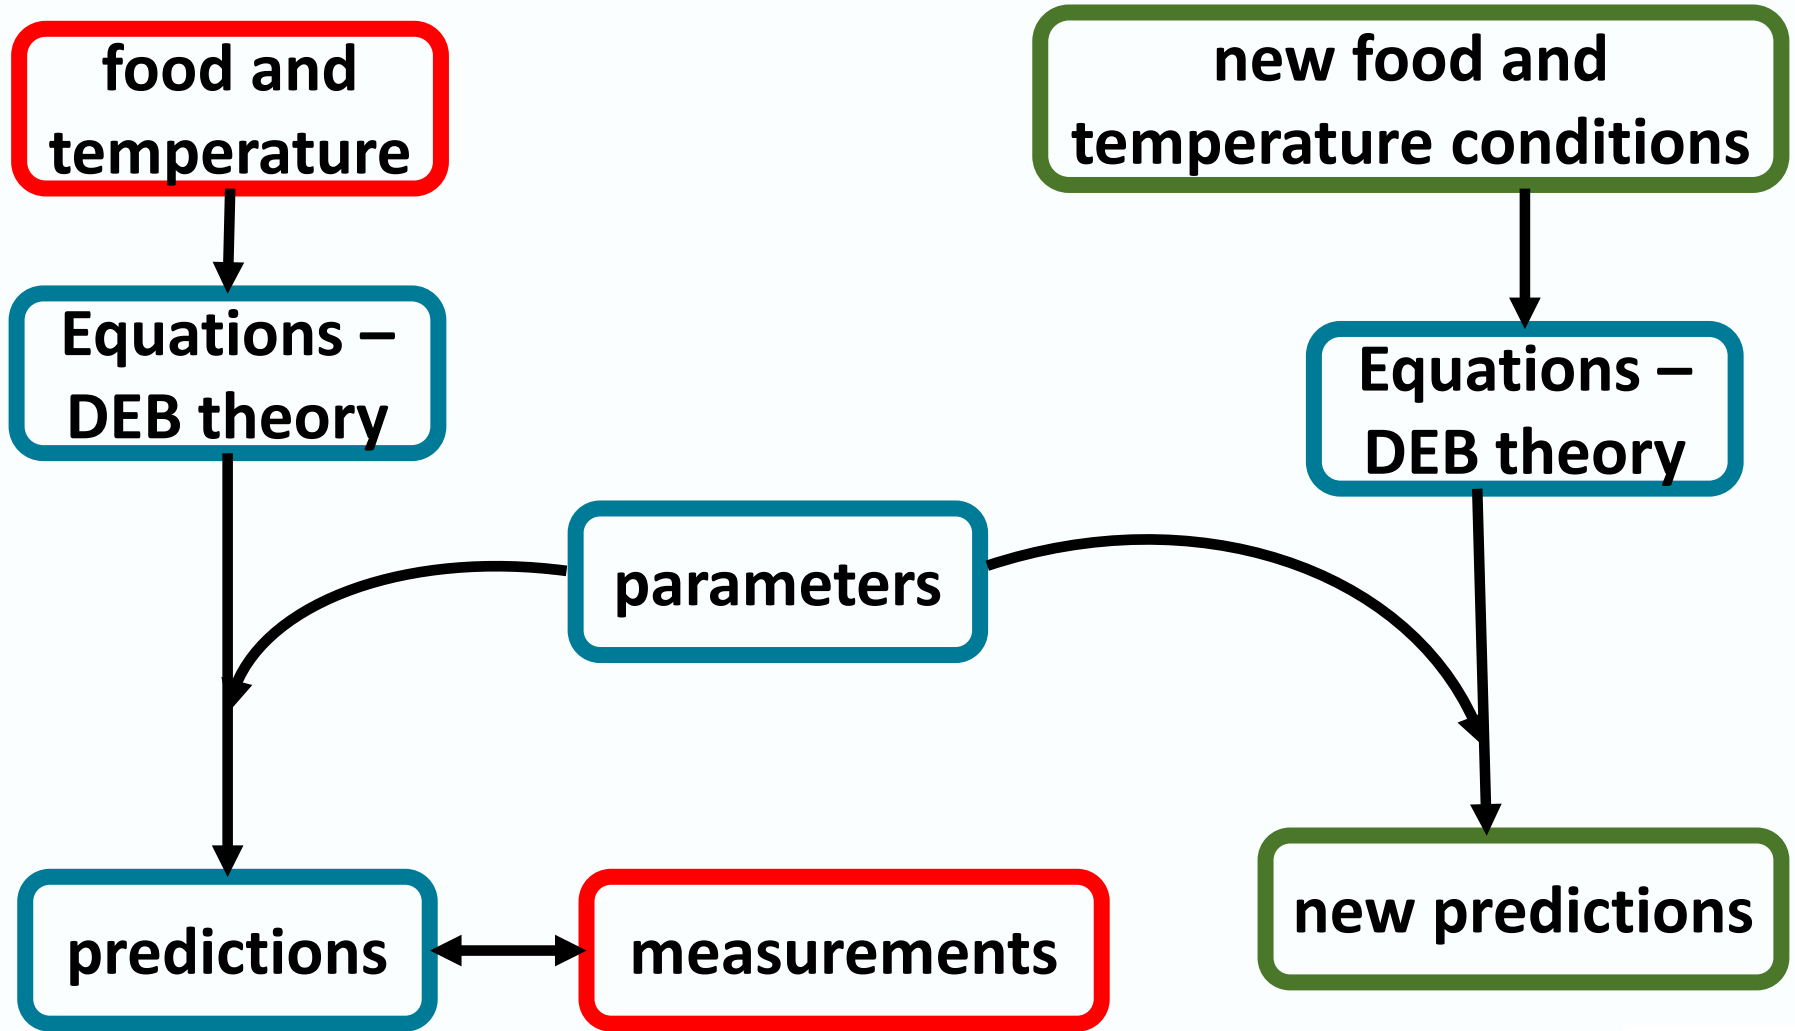 food and
temperature
new food and
temperature conditions
Equations –
DEB theory
Equations –
DEB theory
parameters
predictions
measurements
new predictions